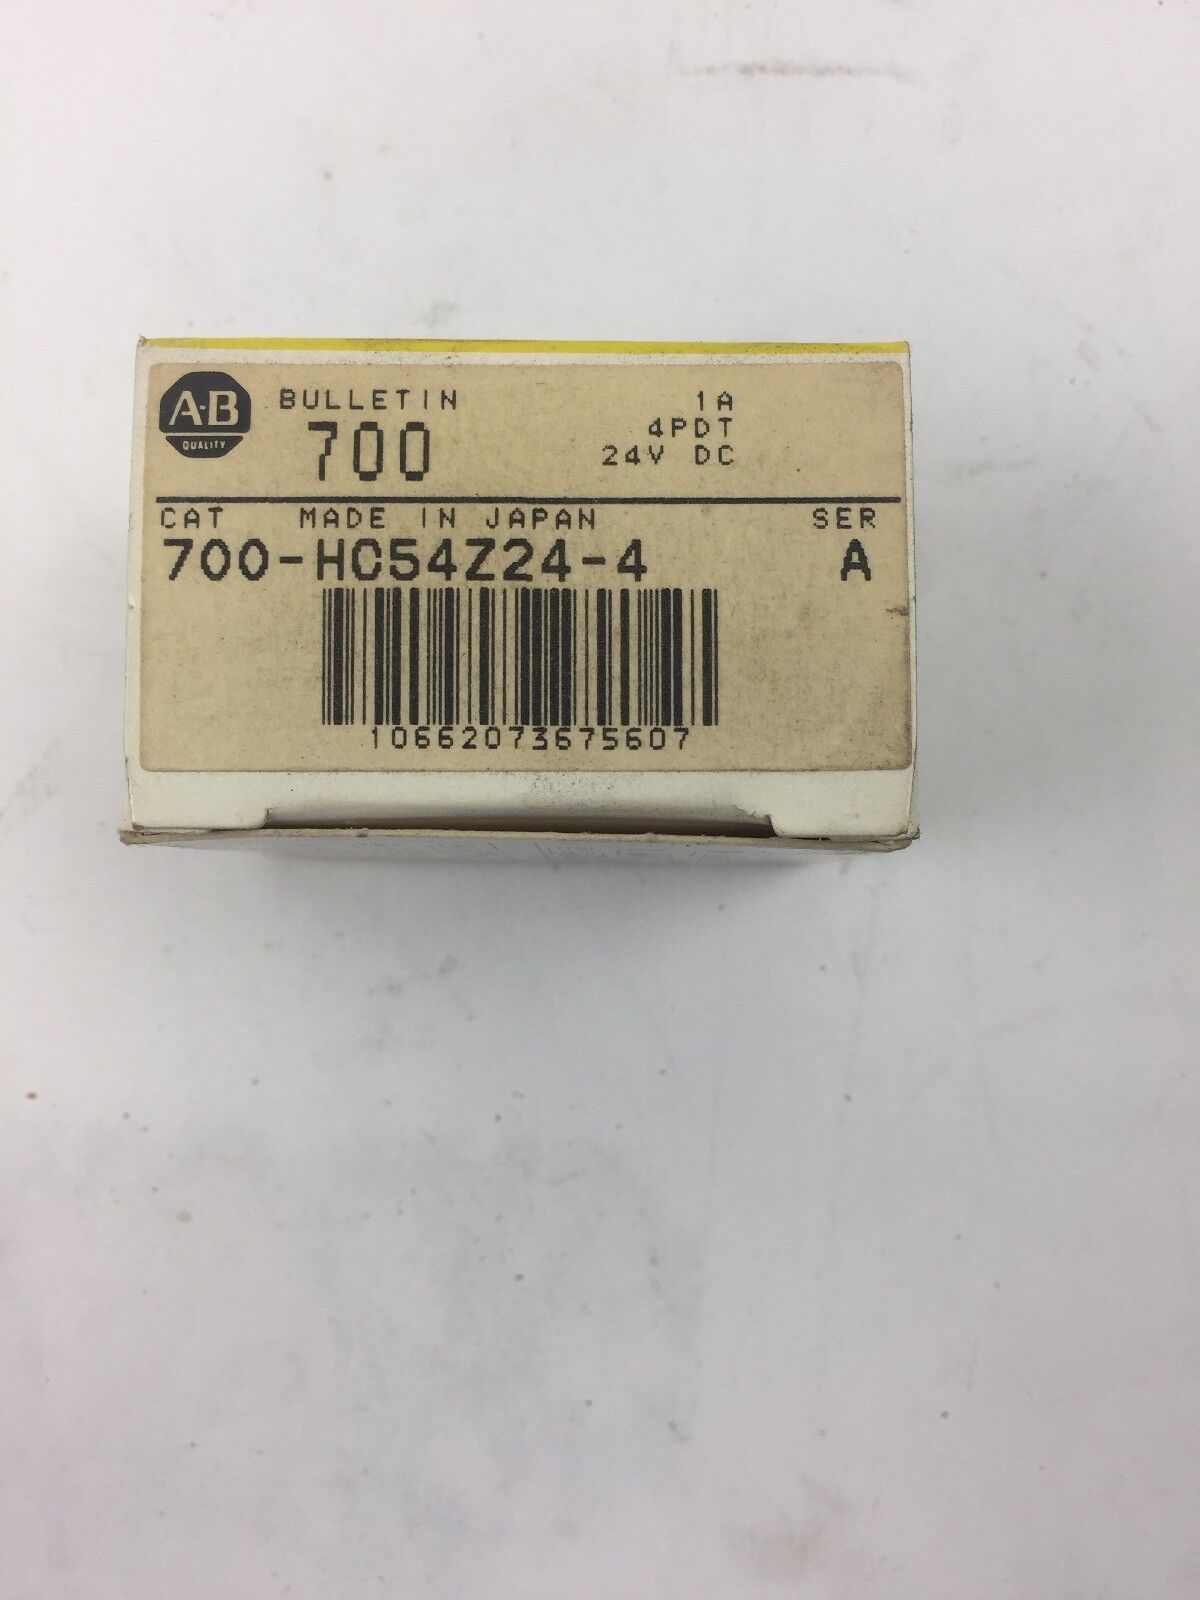 A·B
QUALITY
BULLETIN
700
1A
4PDT
24V DC
CAT MADE IN JAPAN SER
700-HC54Z24-4 A
10662073675607